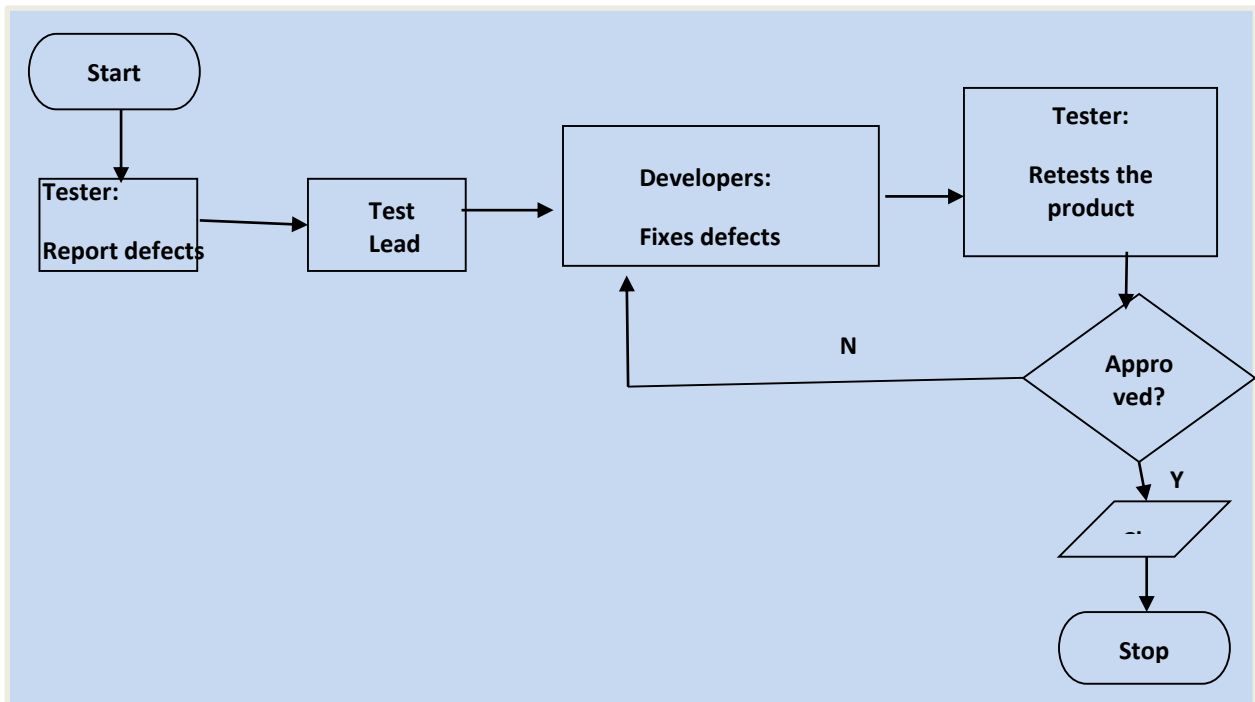 Start
Tester:
Report defects
Test
Lead
Developers:
Fixes defects
Tester:
Retests the
product
N
Appro
ved?
Y
Stop